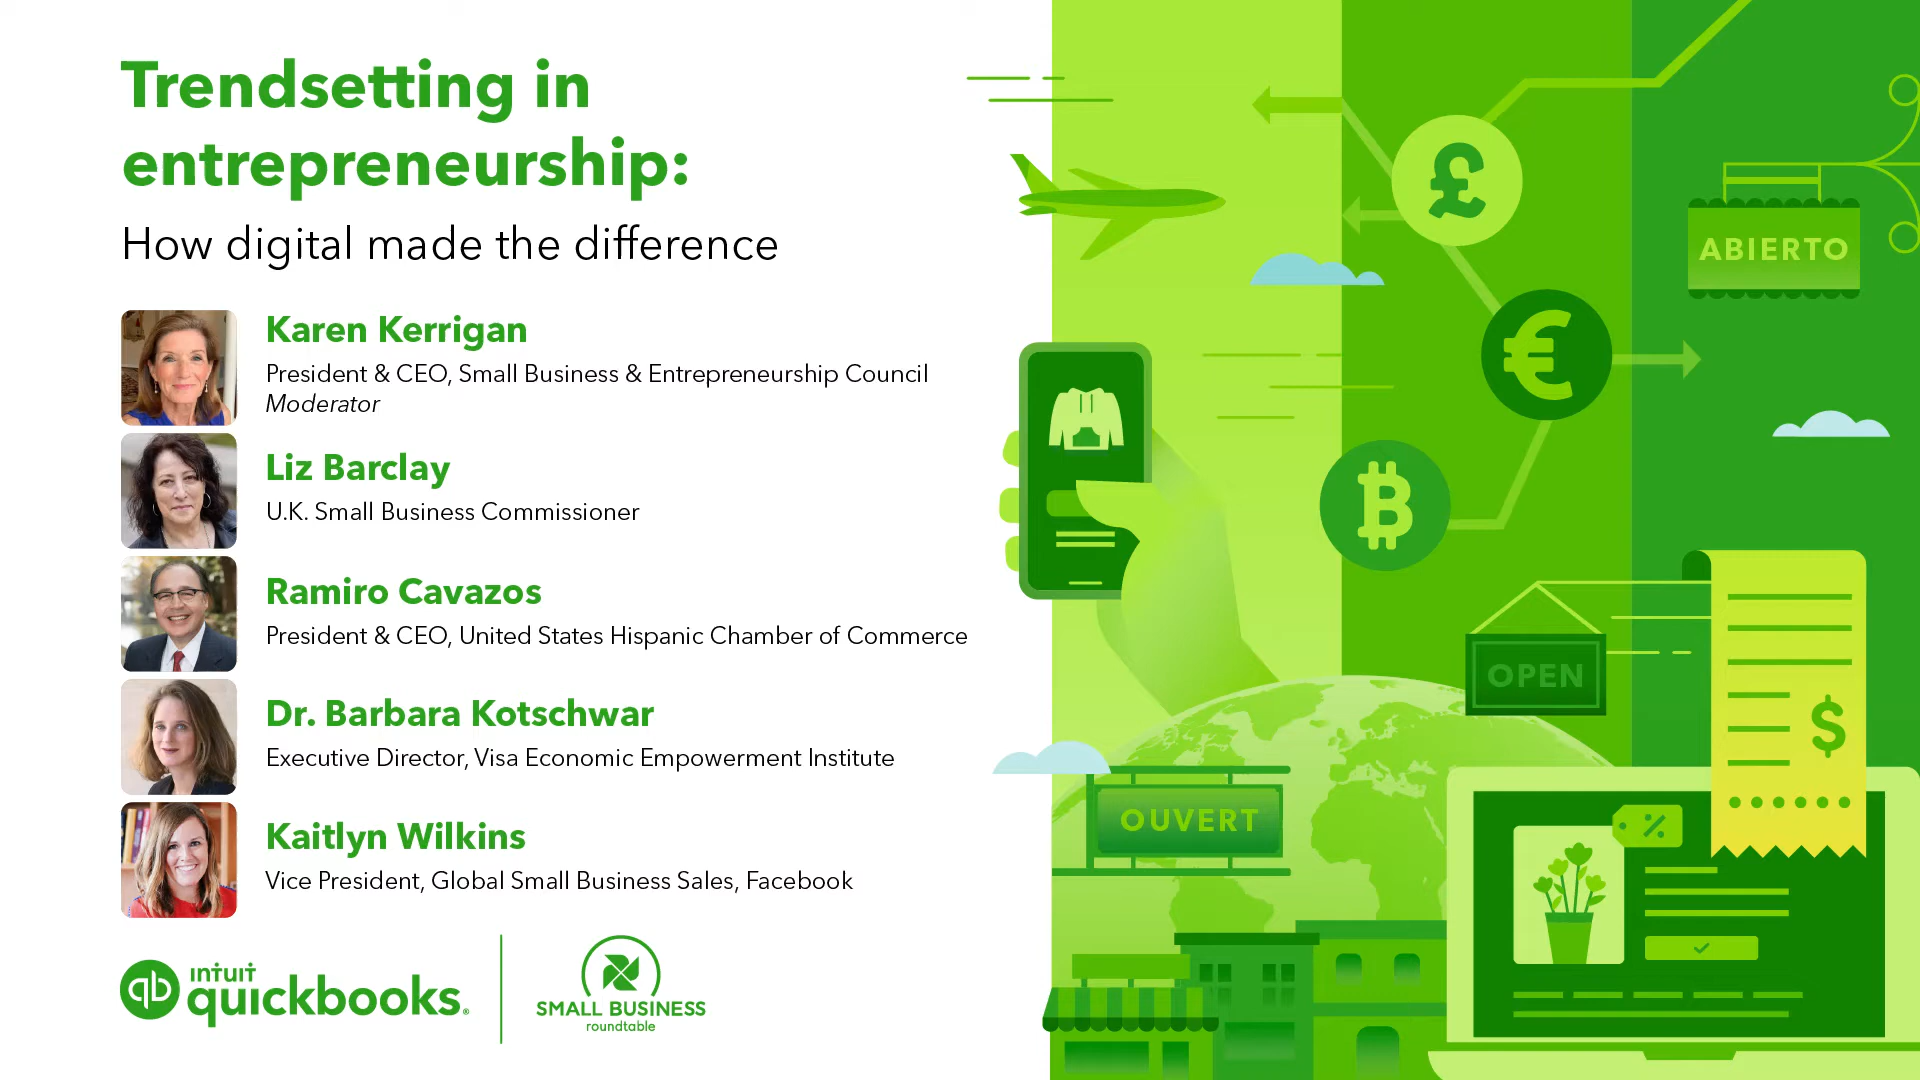 Trendsetting in
entrepreneurship:
How digital made the difference
Karen Kerrigan
President & CEO, Small Business & Entrepreneurship Council
Moderator
Liz Barclay
U.K. Small Business Commissioner
Ramiro Cavazos
President & CEO, United States Hispanic Chamber of Commerce
Dr. Barbara Kotschwar
Executive Director, Visa Economic Empowerment Institute
Kaitlyn Wilkins
Vice President, Global Small Business Sales, Facebook
qb
ıntuıt
quickbooks®
SMALL BUSINESS
roundtable
£
ABIERTO
€
₿
OPEN
$
OUVERT
%